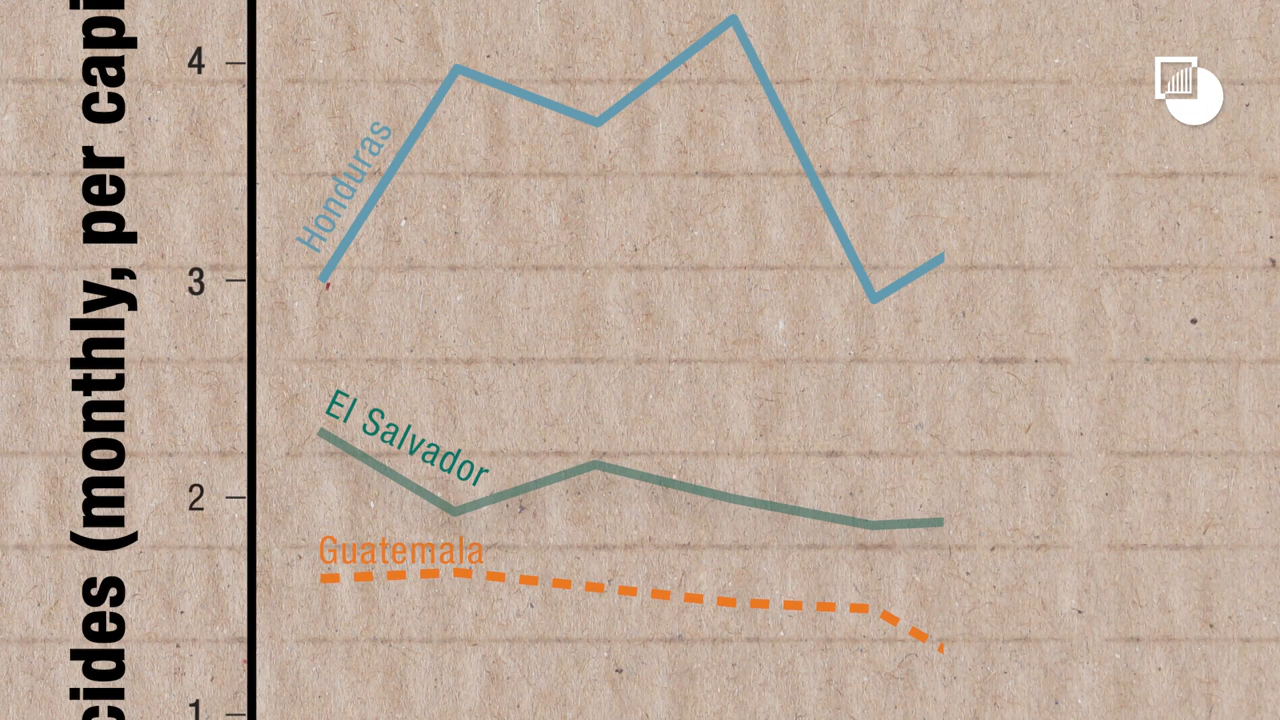 cides (monthly, per capi
4
3
2
1
Honduras
El Salvador
Guatemala